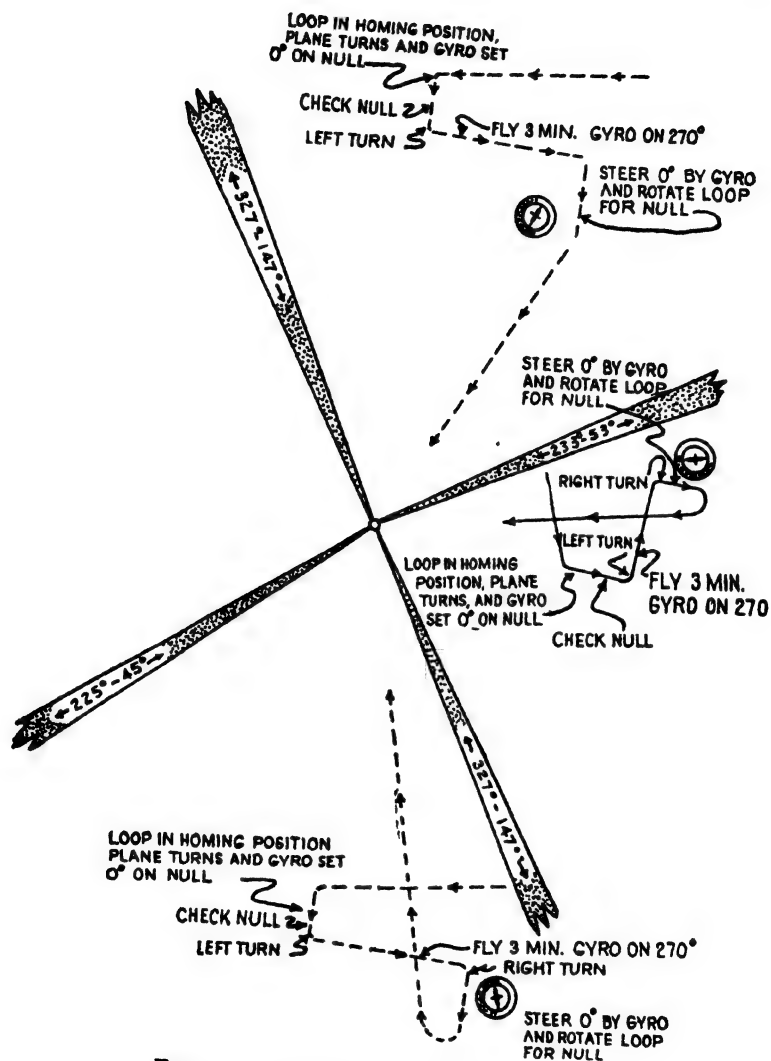 LOOP IN HOMING POSITION,
PLANE TURNS AND GYRO SET
0° ON NULL
CHECK NULL
LEFT TURN
FLY 3 MIN. GYRO ON 270°
STEER 0° BY GYRO
AND ROTATE LOOP
FOR NULL
327°-147°
STEER 0° BY GYRO
AND ROTATE LOOP
FOR NULL
233°-53°
RIGHT TURN
LEFT TURN
LOOP IN HOMING
POSITION, PLANE
TURNS, AND GYRO
SET 0° ON NULL
FLY 3 MIN.
GYRO ON 270
CHECK NULL
225°-45°
327°-147°
LOOP IN HOMING POSITION
PLANE TURNS AND GYRO SET
0° ON NULL
CHECK NULL
LEFT TURN
FLY 3 MIN. GYRO ON 270°
RIGHT TURN
STEER 0° BY GYRO
AND ROTATE LOOP
FOR NULL